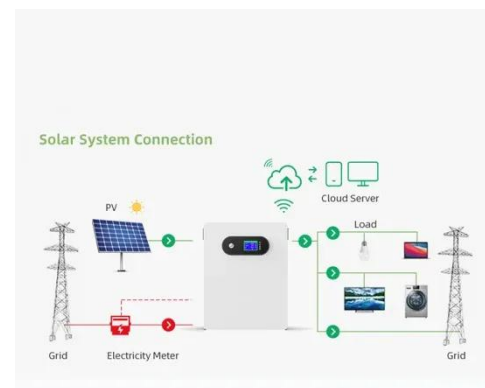 Solar System Connection
Cloud Server
PV
Load
Grid
Electricity Meter
Grid